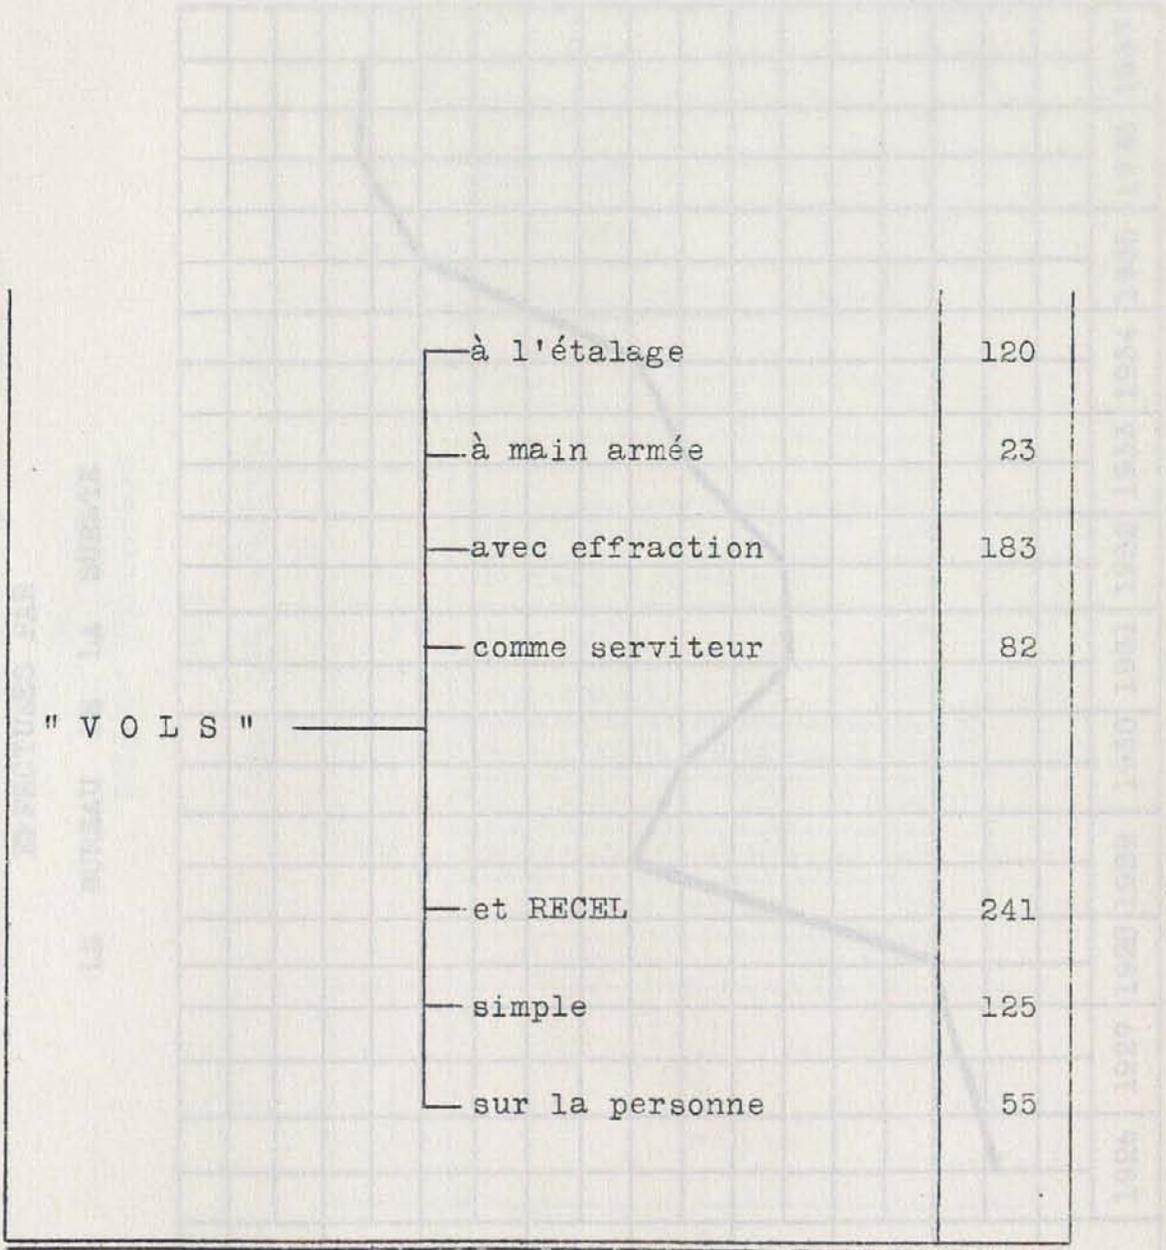 à l'étalage 120
à main armée 23
avec effraction 183
comme serviteur 82
" V O L S "
et RECEL 241
simple 125
sur la personne 55